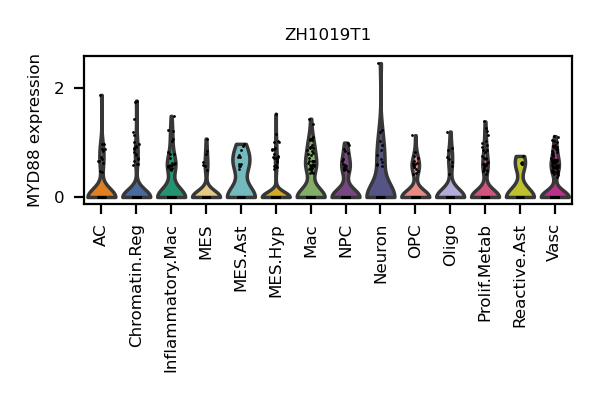 ZH1019T1
MYD88 expression
2
0
AC
Chromatin.Reg
Inflammatory.Mac
MES
MES.Ast
MES.Hyp
Mac
NPC
Neuron
OPC
Oligo
Prolif.Metab
Reactive.Ast
Vasc